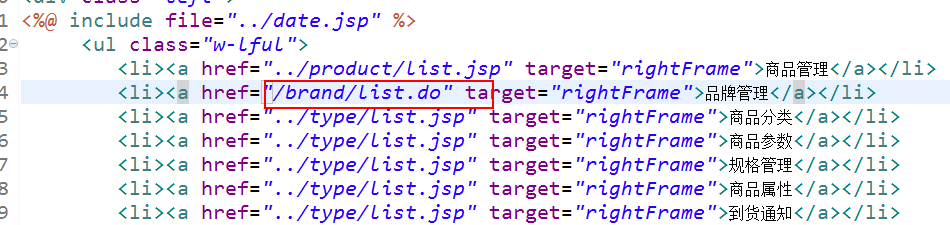 <div class="left">
1 <%@ include file="../date.jsp" %>
2 <ul class="w-lful">
3 <li><a href="../product/list.jsp" target="rightFrame">商品管理</a></li>
4 <li><a href="/brand/list.do" target="rightFrame">品牌管理</a></li>
5 <li><a href="../type/list.jsp" target="rightFrame">商品分类</a></li>
6 <li><a href="../type/list.jsp" target="rightFrame">商品参数</a></li>
7 <li><a href="../type/list.jsp" target="rightFrame">规格管理</a></li>
8 <li><a href="../type/list.jsp" target="rightFrame">商品属性</a></li>
9 <li><a href="../type/list.jsp" target="rightFrame">到货通知</a></li>